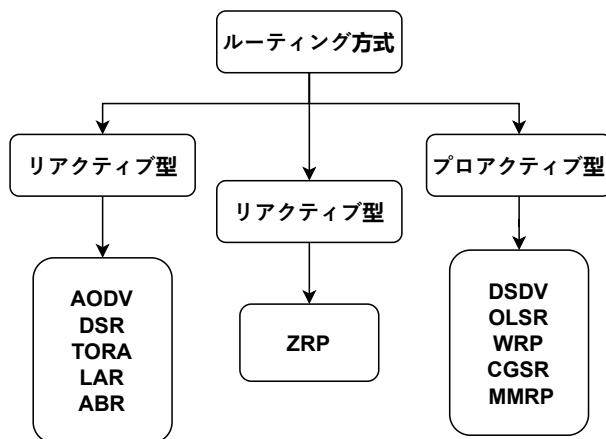 ルーティング方式
リアクティブ型
リアクティブ型
プロアクティブ型
AODV
DSR
TORA
LAR
ABR
ZRP
DSDV
OLSR
WRP
CGSR
MMRP